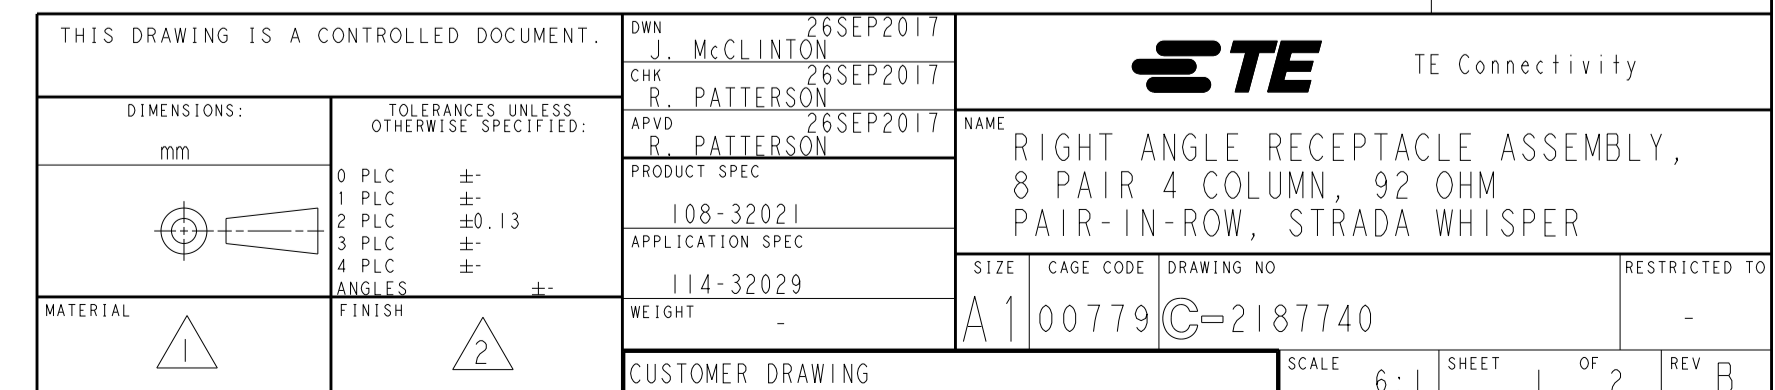 THIS DRAWING IS A CONTROLLED DOCUMENT.
DIMENSIONS:
mm
TOLERANCES UNLESS
OTHERWISE SPECIFIED:
0 PLC ±-
1 PLC ±-
2 PLC ±0.13
3 PLC ±-
4 PLC ±-
ANGLES ±-
MATERIAL
1
FINISH
2
DWN 26SEP2017
J. McCLINTON
CHK 26SEP2017
R. PATTERSON
APVD 26SEP2017
R. PATTERSON
PRODUCT SPEC
108-32021
APPLICATION SPEC
114-32029
WEIGHT -
CUSTOMER DRAWING
TE TE Connectivity
NAME
RIGHT ANGLE RECEPTACLE ASSEMBLY,
8 PAIR 4 COLUMN, 92 OHM
PAIR-IN-ROW, STRADA WHISPER
SIZE
A1
CAGE CODE
00779
DRAWING NO
C-2187740
RESTRICTED TO
-
SCALE 6:1
SHEET 1 OF 2
REV B